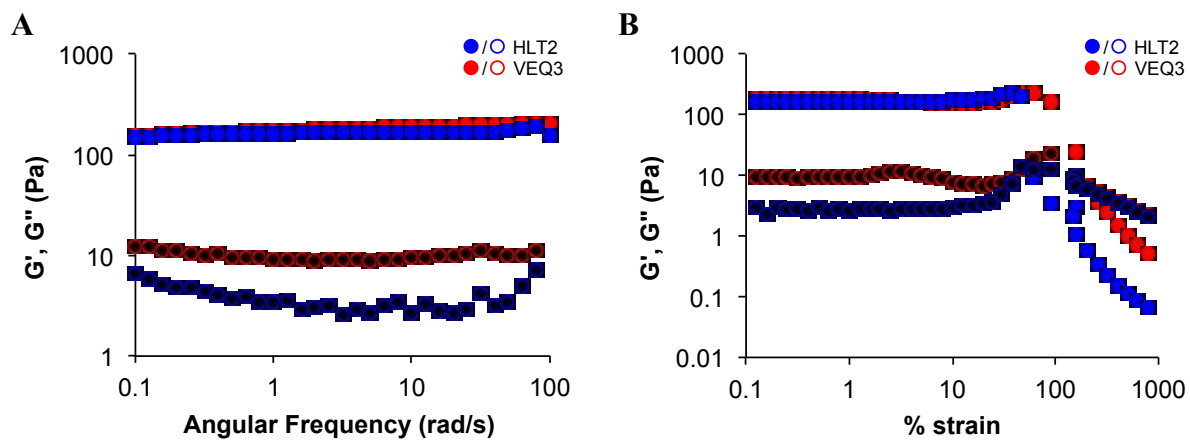 A
●/○ HLT2
●/○ VEQ3
1000
100
10
1
G', G" (Pa)
0.1 1 10 100
Angular Frequency (rad/s)
B
●/○ HLT2
●/○ VEQ3
1000
100
10
1
0.1
0.01
G', G" (Pa)
0.1 1 10 100 1000
% strain